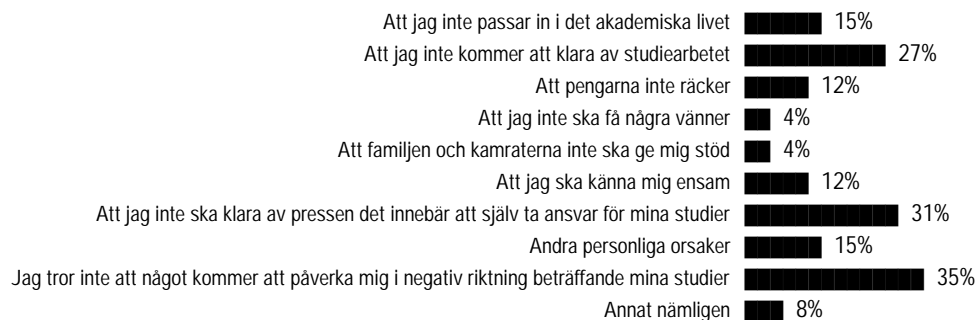 Att jag inte passar in i det akademiska livet 15%
Att jag inte kommer att klara av studiearbetet 27%
Att pengarna inte räcker 12%
Att jag inte ska få några vänner 4%
Att familjen och kamraterna inte ska ge mig stöd 4%
Att jag ska känna mig ensam 12%
Att jag inte ska klara av pressen det innebär att själv ta ansvar för mina studier 31%
Andra personliga orsaker 15%
Jag tror inte att något kommer att påverka mig i negativ riktning beträffande mina studier 35%
Annat nämligen 8%